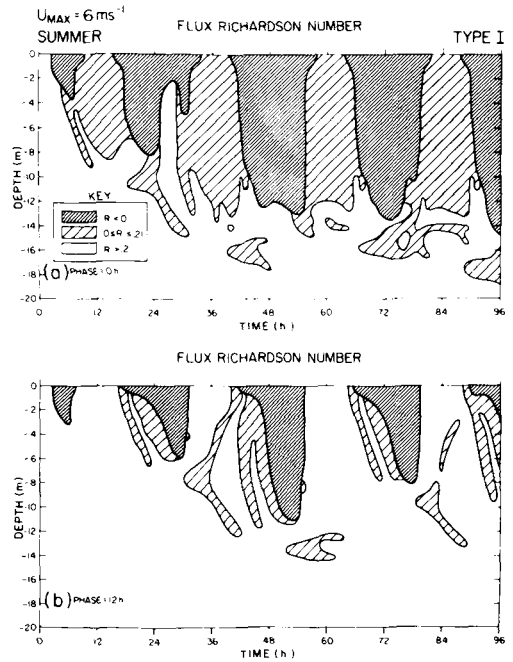 UMAX = 6 ms⁻¹
SUMMER
FLUX RICHARDSON NUMBER
TYPE I
0
-2
-4
-6
-8
-10
-12
-14
-16
-18
-20
DEPTH (m)
KEY
R < 0
0 ≤ R ≤ .21
R > .2
(a) PHASE = 0h
0 12 24 36 48 60 72 84 96
TIME (h)
FLUX RICHARDSON NUMBER
0
-2
-4
-6
-8
-10
-12
-14
-16
-18
-20
DEPTH (m)
(b) PHASE = 12h
0 12 24 36 48 60 72 84 96
TIME (h)